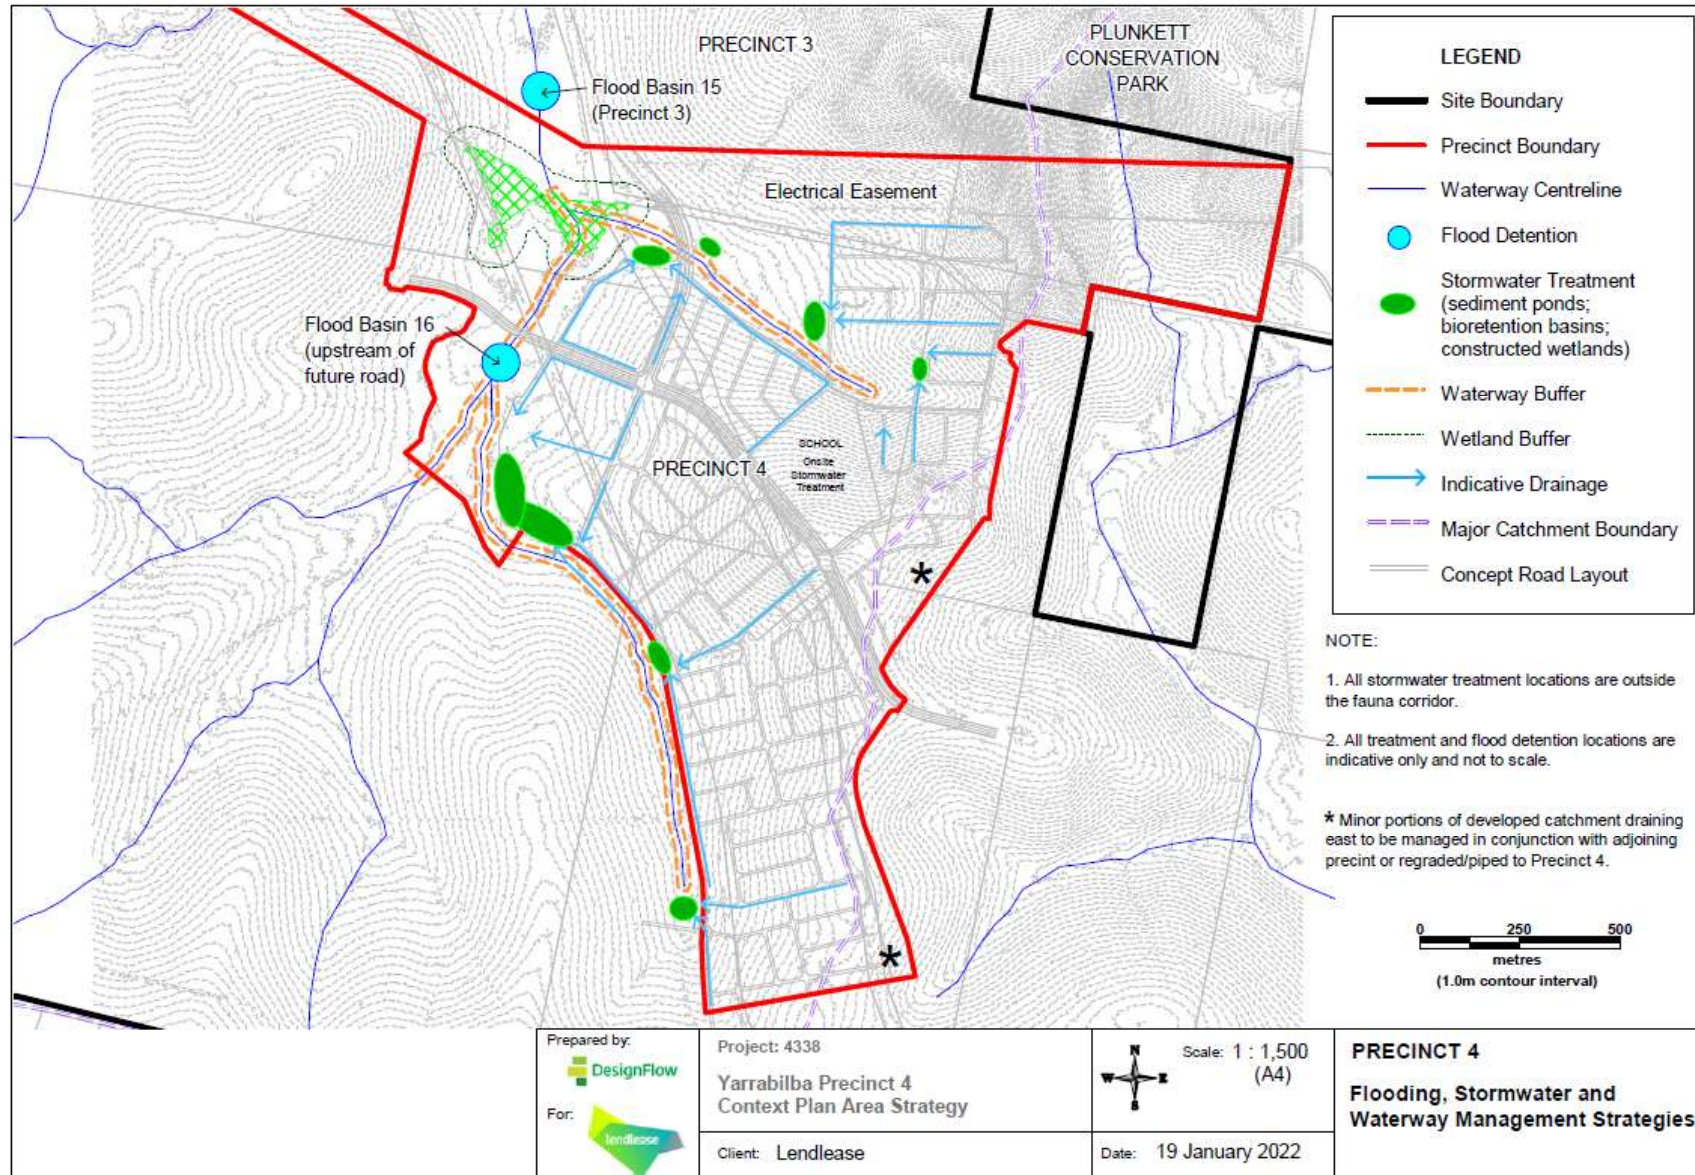 PRECINCT 3
PLUNKETT
CONSERVATION
PARK
Flood Basin 15
(Precinct 3)
Electrical Easement
Flood Basin 16
(upstream of
future road)
PRECINCT 4
SCHOOL
Onsite
Stormwater
Treatment
*
*
LEGEND
Site Boundary
Precinct Boundary
Waterway Centreline
Flood Detention
Stormwater Treatment
(sediment ponds;
bioretention basins;
constructed wetlands)
Waterway Buffer
Wetland Buffer
Indicative Drainage
Major Catchment Boundary
Concept Road Layout
NOTE:
1. All stormwater treatment locations are outside
the fauna corridor.
2. All treatment and flood detention locations are
indicative only and not to scale.
* Minor portions of developed catchment draining
east to be managed in conjunction with adjoining
precint or regraded/piped to Precinct 4.
0 250 500
metres
(1.0m contour interval)
Prepared by:
DesignFlow
For:
lendlease
Project: 4338
Yarrabilba Precinct 4
Context Plan Area Strategy
Client: Lendlease
N
W E
S
Scale: 1 : 1,500
(A4)
Date: 19 January 2022
PRECINCT 4
Flooding, Stormwater and
Waterway Management Strategies